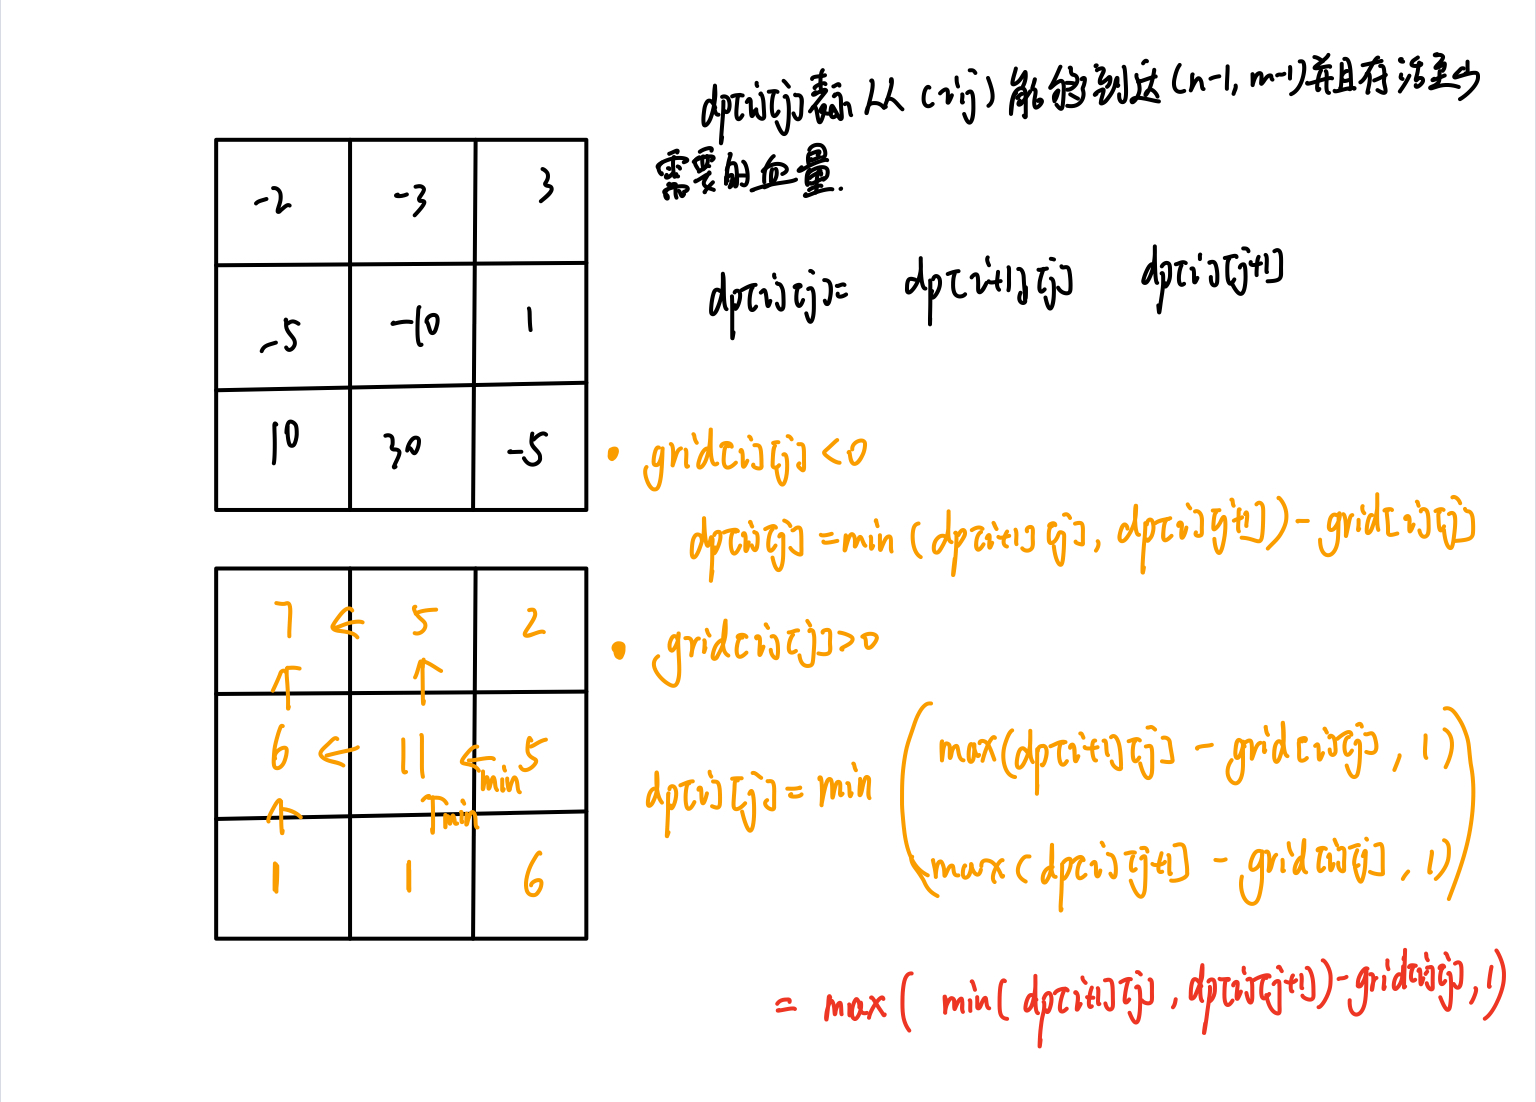 dp[i][j]表示从(i,j)能够到达(n-1,m-1)并且存活至少
需要的血量.
-2 -3 3
-5 -10 1
10 30 -5
dp[i][j]= dp[i+1][j] dp[i][j+1]
• grid[i][j]<0
dp[i][j]=min(dp[i+1][j],dp[i][j+1])-grid[i][j]
• grid[i][j]>0
dp[i][j]=min
max(dp[i+1][j]-grid[i][j],1)
max(dp[i][j+1]-grid[i][j],1)
=max(min(dp[i+1][j],dp[i][j+1])-grid[i][j],1)
7 ← 5 2
↑ ↑
6 ← 11 ← 5
min
↑ ↑ min
1 1 6